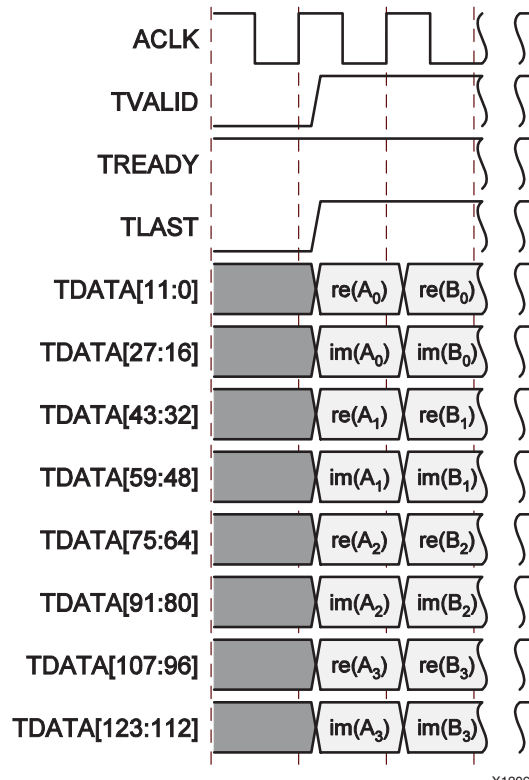 ACLK
TVALID
TREADY
TLAST
TDATA[11:0] re(A₀) re(B₀)
TDATA[27:16] im(A₀) im(B₀)
TDATA[43:32] re(A₁) re(B₁)
TDATA[59:48] im(A₁) im(B₁)
TDATA[75:64] re(A₂) re(B₂)
TDATA[91:80] im(A₂) im(B₂)
TDATA[107:96] re(A₃) re(B₃)
TDATA[123:112] im(A₃) im(B₃)